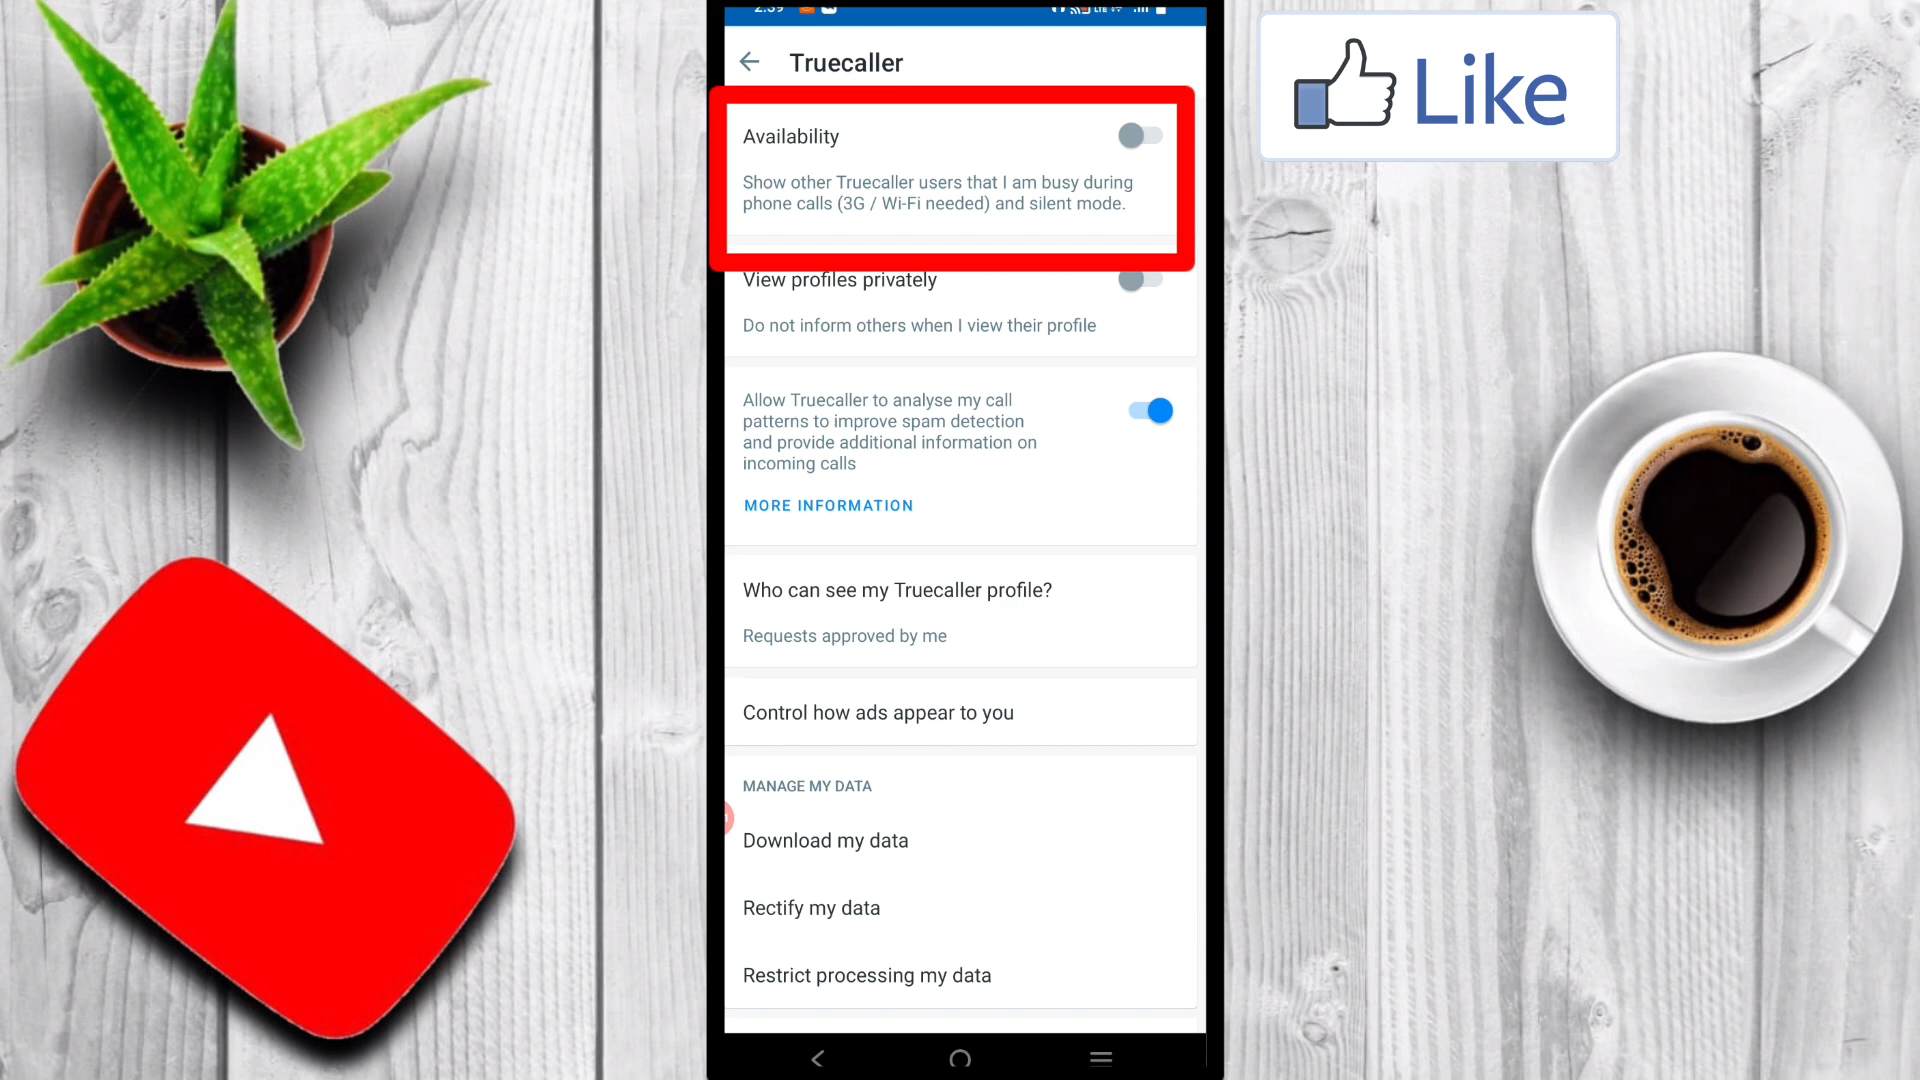 Truecaller
Like
Availability
Show other Truecaller users that I am busy during
phone calls (3G / Wi-Fi needed) and silent mode.
View profiles privately
Do not inform others when I view their profile
Allow Truecaller to analyse my call
patterns to improve spam detection
and provide additional information on
incoming calls
MORE INFORMATION
Who can see my Truecaller profile?
Requests approved by me
Control how ads appear to you
MANAGE MY DATA
Download my data
Rectify my data
Restrict processing my data